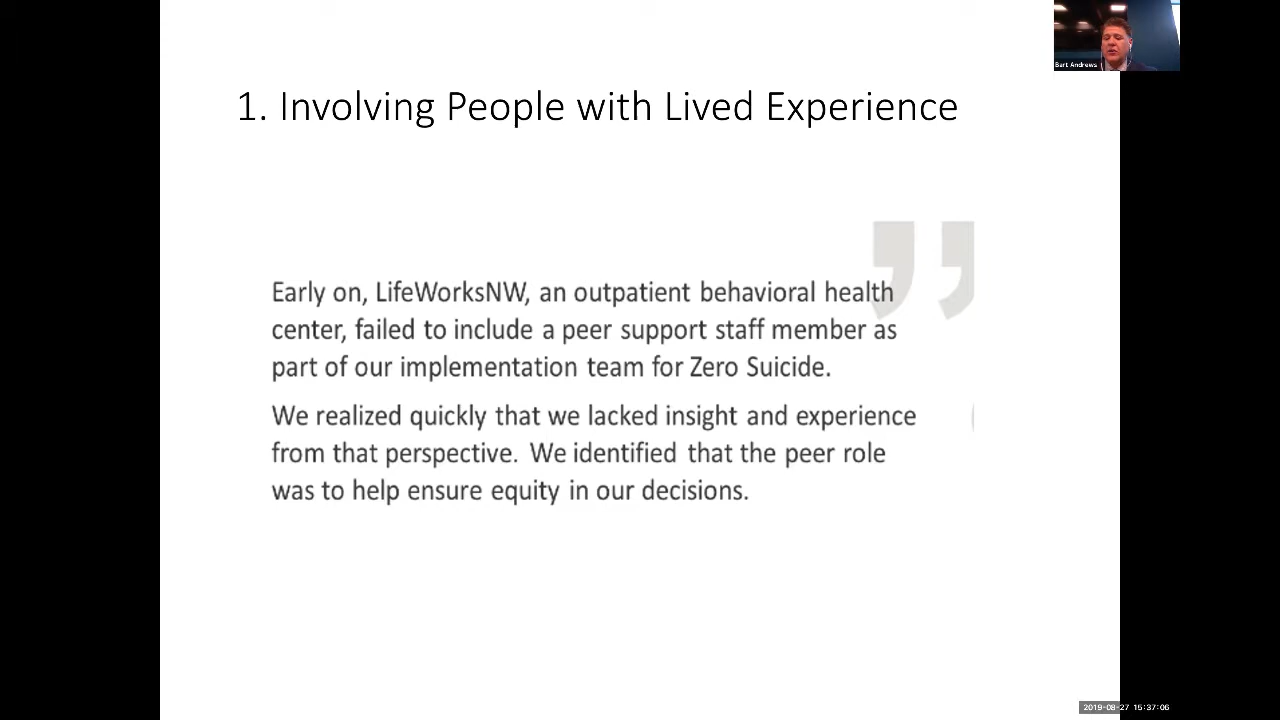 Bart Andrews
1. Involving People with Lived Experience
Early on, LifeWorksNW, an outpatient behavioral health
center, failed to include a peer support staff member as
part of our implementation team for Zero Suicide.
We realized quickly that we lacked insight and experience
from that perspective. We identified that the peer role
was to help ensure equity in our decisions.
2019-08-27 15:37:06